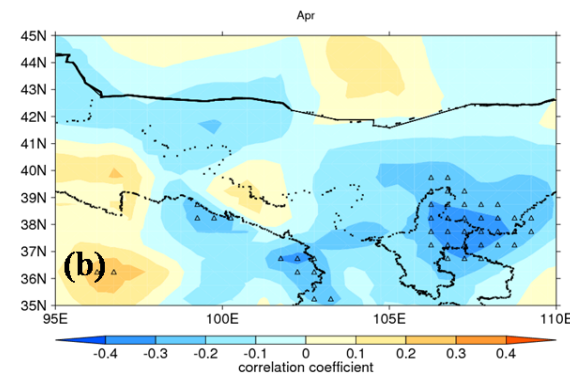 Apr
45N
44N
43N
42N
41N
40N
39N
38N
37N
36N
35N
(b)
95E 100E 105E 110E
-0.4 -0.3 -0.2 -0.1 0 0.1 0.2 0.3 0.4
correlation coefficient